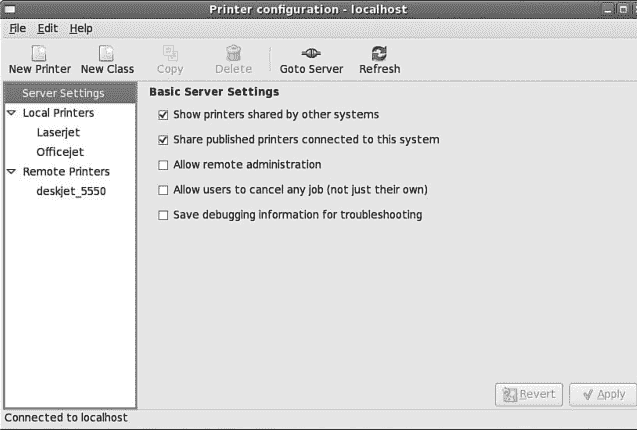 Printer configuration - localhost
File Edit Help
New Printer New Class Copy Delete Goto Server Refresh
Server Settings
Local Printers
Laserjet
Officejet
Remote Printers
deskjet_5550
Basic Server Settings
Show printers shared by other systems
Share published printers connected to this system
Allow remote administration
Allow users to cancel any job (not just their own)
Save debugging information for troubleshooting
Revert Apply
Connected to localhost